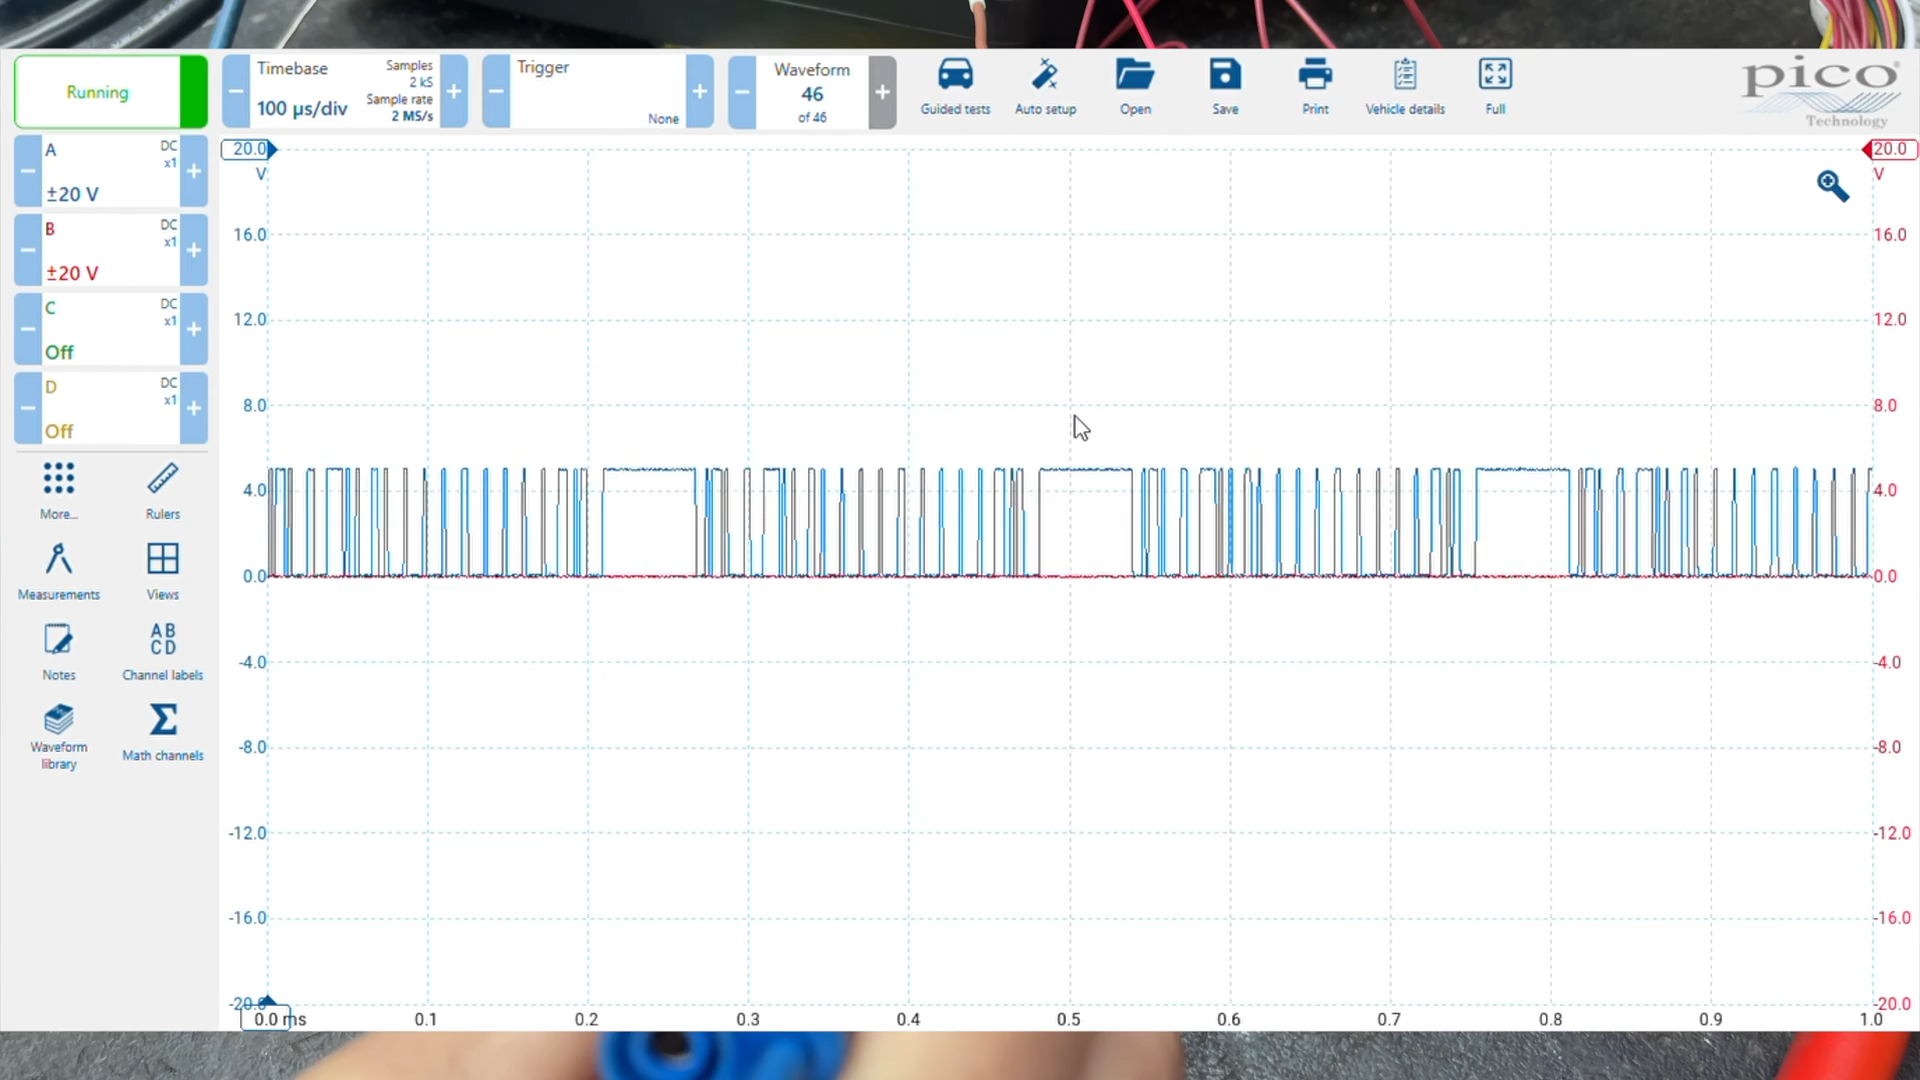 Running
Timebase
Samples
2 kS
Sample rate
100 µs/div
2 MS/s
Trigger
None
Waveform
46
of 46
Guided tests
Auto setup
Open
Save
Print
Vehicle details
Full
pico
Technology
A
DC
x1
±20 V
B
DC
x1
±20 V
C
DC
x1
Off
D
DC
x1
Off
More...
Rulers
Measurements
Views
Notes
AB
CD
Channel labels
Waveform
library
Math channels
20.0
V
16.0
12.0
8.0
4.0
0.0
-4.0
-8.0
-12.0
-16.0
-20.0
20.0
V
16.0
12.0
8.0
4.0
0.0
-4.0
-8.0
-12.0
-16.0
-20.0
0.0 ms
0.1
0.2
0.3
0.4
0.5
0.6
0.7
0.8
0.9
1.0